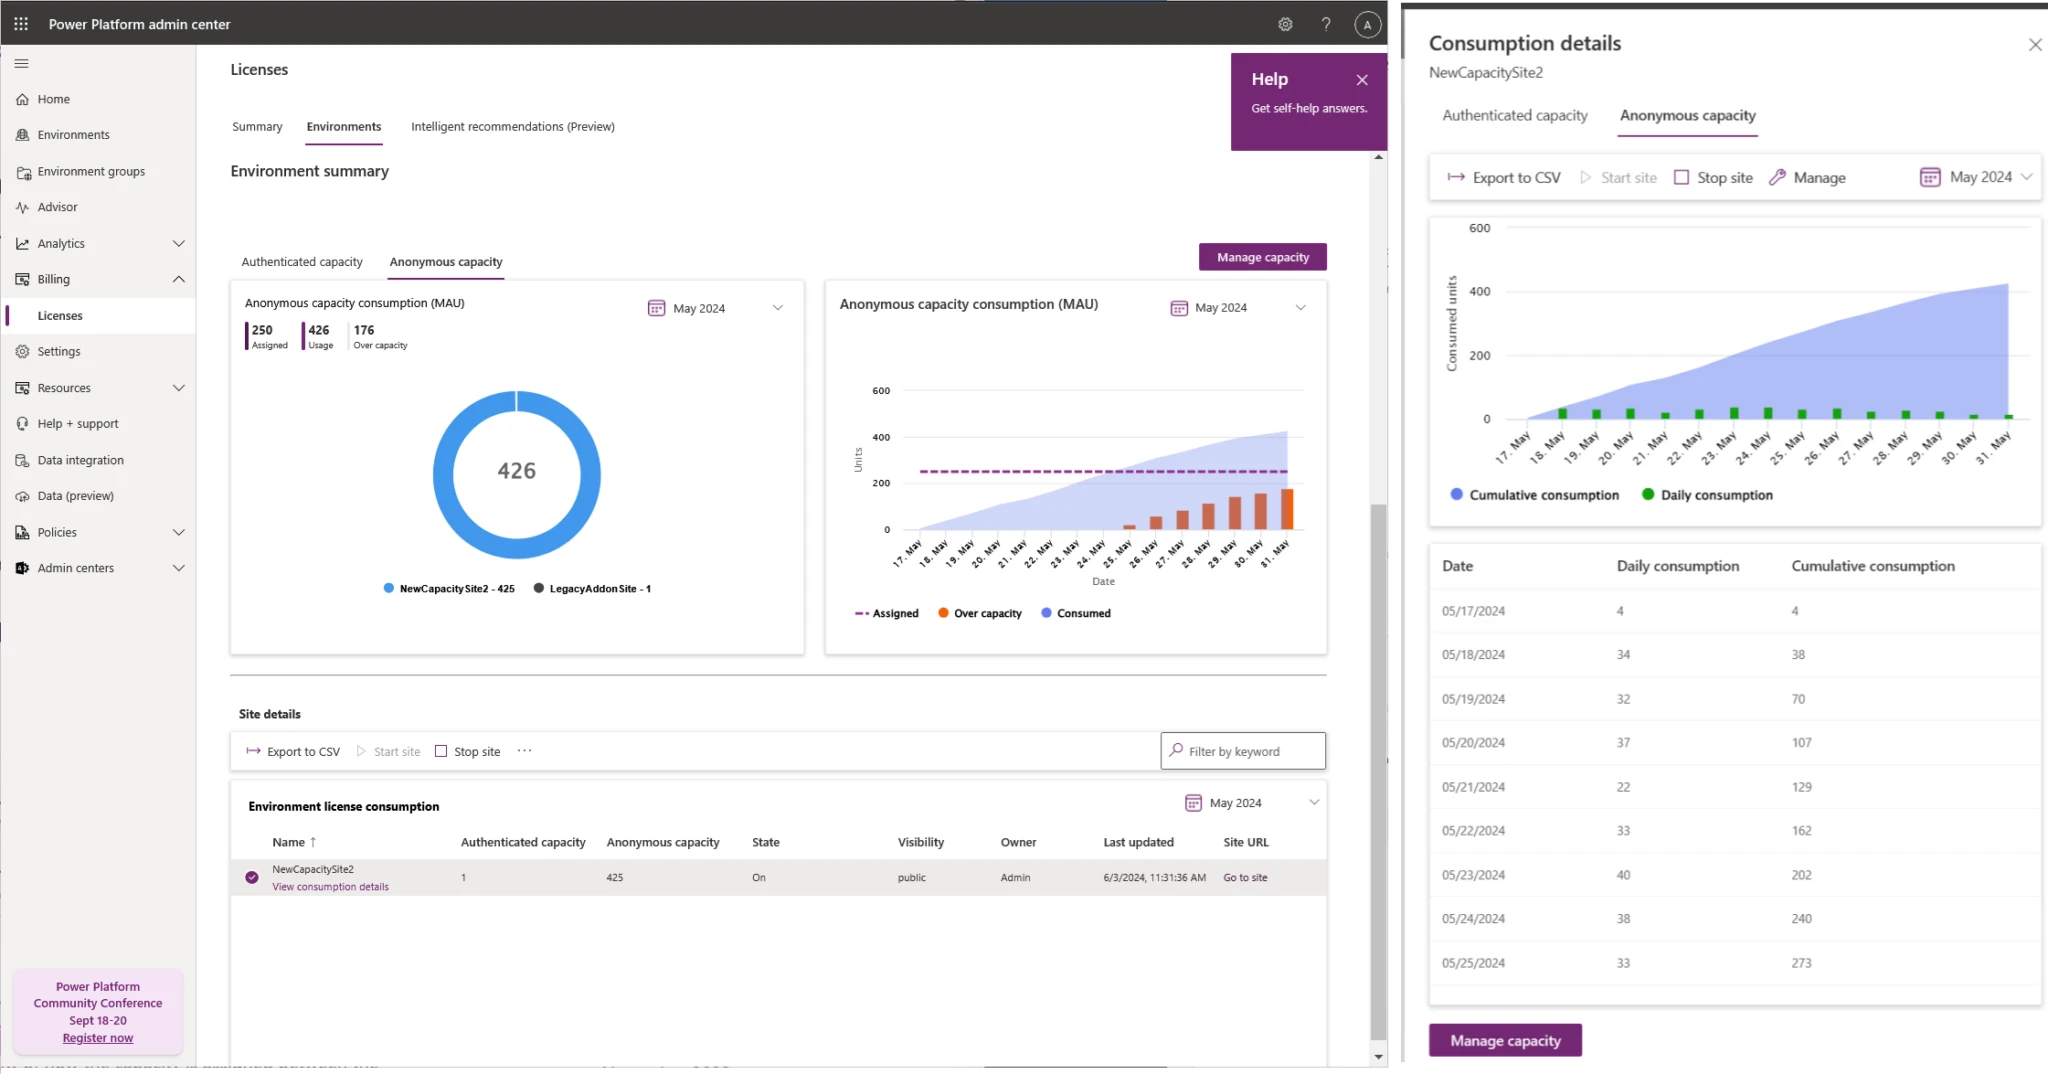 Power Platform admin center
A
Home
Environments
Environment groups
Advisor
Analytics
Billing
Licenses
Settings
Resources
Help + support
Data integration
Data (preview)
Policies
Admin centers
Power Platform
Community Conference
Sept 18-20
Register now
Licenses
Summary Environments Intelligent recommendations (Preview)
Help
Get self-help answers.
Environment summary
Authenticated capacity Anonymous capacity
Manage capacity
Anonymous capacity consumption (MAU)
May 2024
250 426 176
Assigned Usage Over capacity
426
NewCapacitySite2 - 425 LegacyAddonSite - 1
Anonymous capacity consumption (MAU)
May 2024
600
400
200
0
Units
17. May 18. May 19. May 20. May 21. May 22. May 23. May 24. May 25. May 26. May 27. May 28. May 29. May 30. May 31. May
Date
Assigned Over capacity Consumed
Site details
Export to CSV Start site Stop site ...
Filter by keyword
Environment license consumption
May 2024
Name ↑ Authenticated capacity Anonymous capacity State Visibility Owner Last updated Site URL
NewCapacitySite2
View consumption details
1 425 On public Admin 6/3/2024, 11:31:36 AM Go to site
Consumption details
NewCapacitySite2
Authenticated capacity Anonymous capacity
Export to CSV Start site Stop site Manage May 2024
600
400
200
0
Consumed units
17. May 18. May 19. May 20. May 21. May 22. May 23. May 24. May 25. May 26. May 27. May 28. May 29. May 30. May 31. May
Cumulative consumption Daily consumption
Date Daily consumption Cumulative consumption
05/17/2024 4 4
05/18/2024 34 38
05/19/2024 32 70
05/20/2024 37 107
05/21/2024 22 129
05/22/2024 33 162
05/23/2024 40 202
05/24/2024 38 240
05/25/2024 33 273
Manage capacity